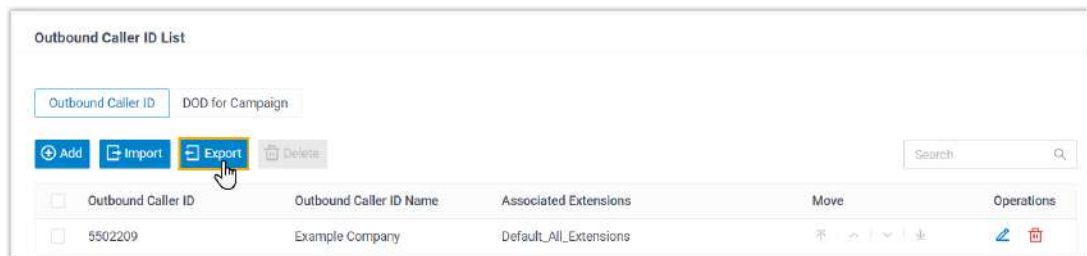 Outbound Caller ID List
Outbound Caller ID DOD for Campaign
Add Import Export Delete Search
Outbound Caller ID Outbound Caller ID Name Associated Extensions Move Operations
5502209 Example Company Default_All_Extensions